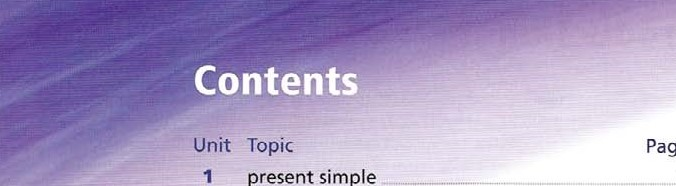 Contents
Unit Topic Pag
1 present simple